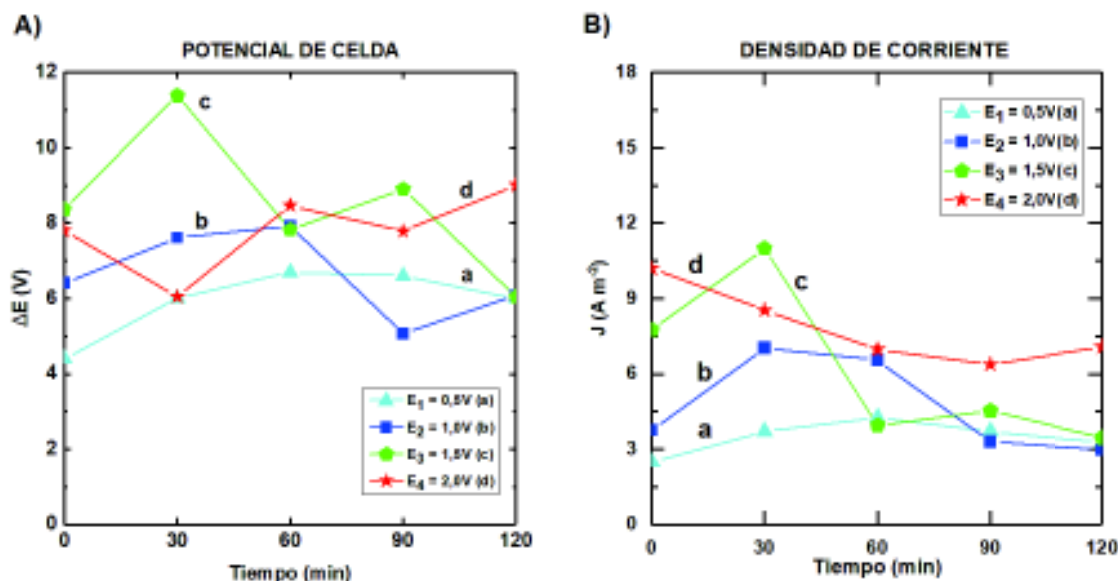 A)
POTENCIAL DE CELDA
12
10
8
6
4
2
0
ΔE (V)
c
b
d
a
E₁ = 0,5V (a)
E₂ = 1,0V (b)
E₃ = 1,5V (c)
E₄ = 2,0V (d)
0 30 60 90 120
Tiempo (min)
B)
DENSIDAD DE CORRIENTE
18
15
12
9
6
3
0
J (A m⁻²)
E₁ = 0,5V(a)
E₂ = 1,0V(b)
E₃ = 1,5V(c)
E₄ = 2,0V(d)
d
c
b
a
0 30 60 90 120
Tiempo (min)